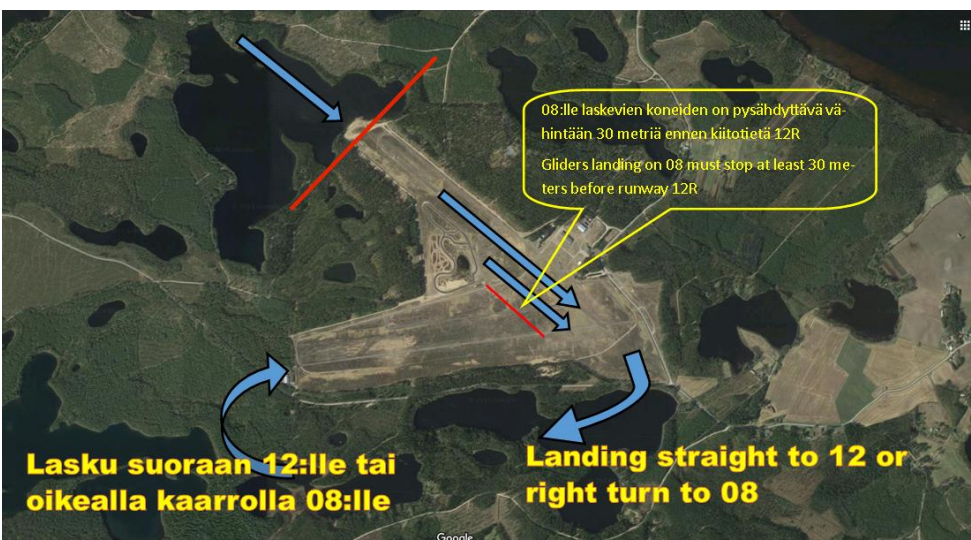 08:lle laskevien koneiden on pysähdyttävä vä-
hintään 30 metriä ennen kiitotietä 12R
Gliders landing on 08 must stop at least 30 me-
ters before runway 12R
Lasku suoraan 12:lle tai
oikealla kaarrolla 08:lle
Landing straight to 12 or
right turn to 08
Google